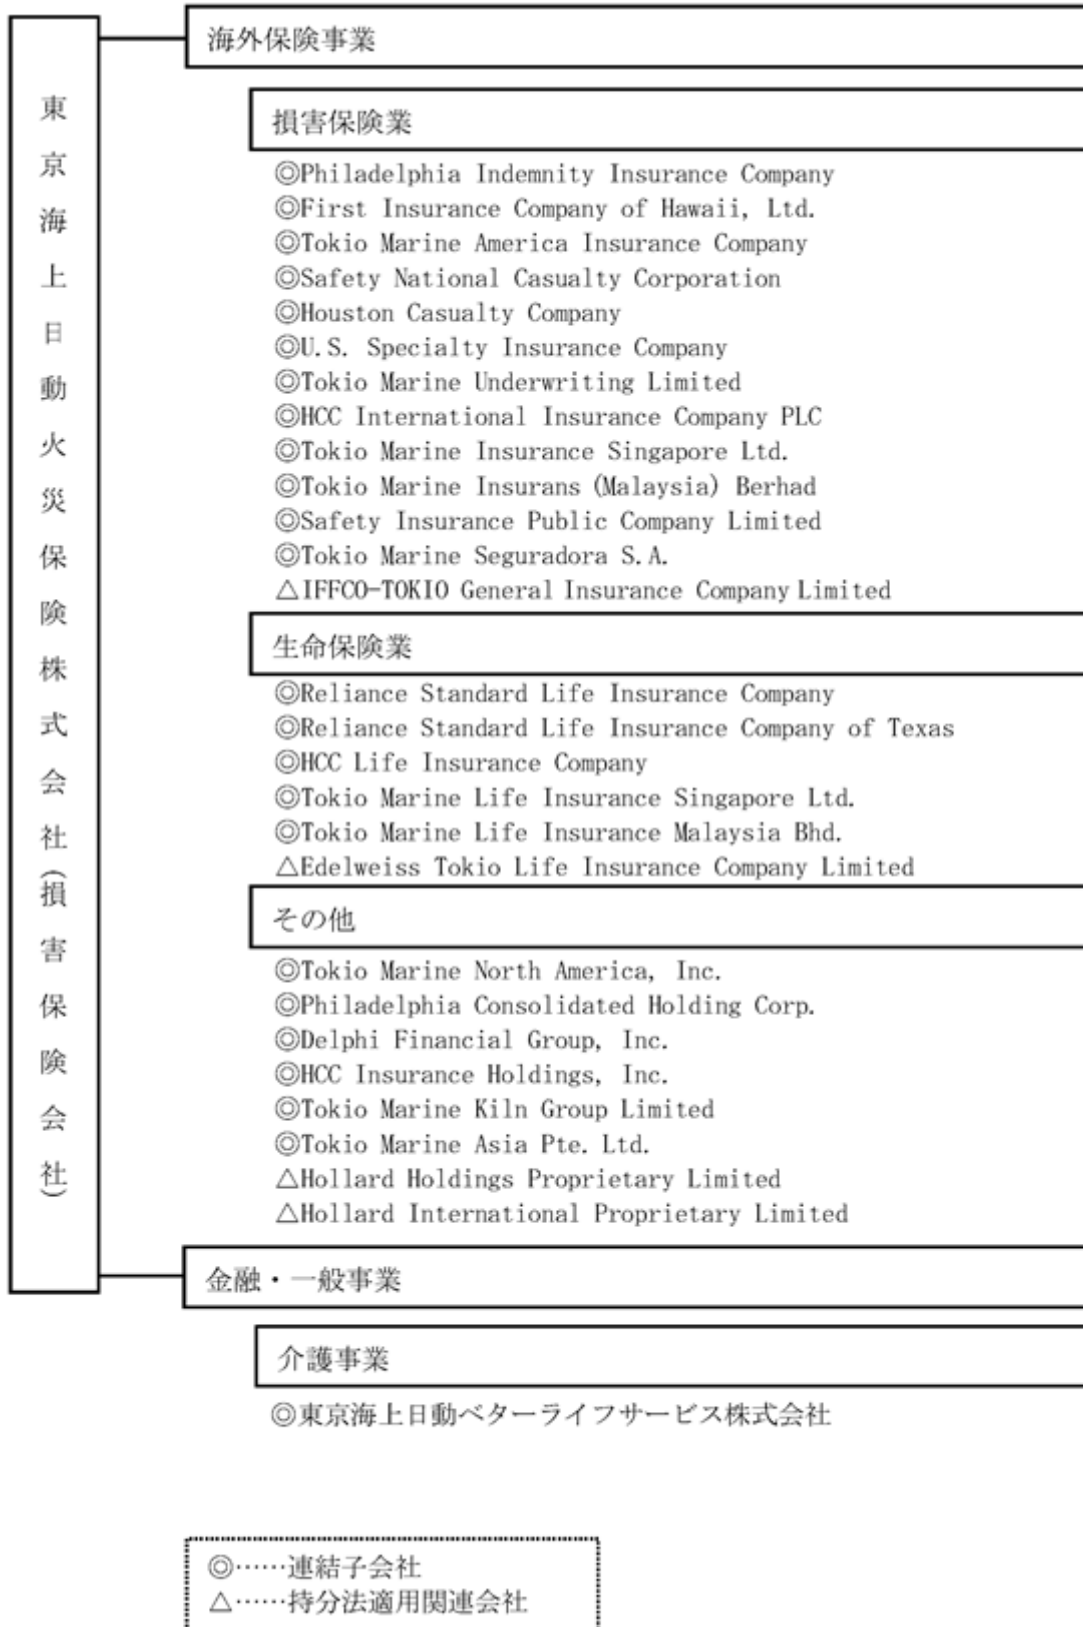 東京海上日動火災保険株式会社(損害保険会社)
海外保険事業
損害保険業
◎Philadelphia Indemnity Insurance Company
◎First Insurance Company of Hawaii, Ltd.
◎Tokio Marine America Insurance Company
◎Safety National Casualty Corporation
◎Houston Casualty Company
◎U.S. Specialty Insurance Company
◎Tokio Marine Underwriting Limited
◎HCC International Insurance Company PLC
◎Tokio Marine Insurance Singapore Ltd.
◎Tokio Marine Insurans (Malaysia) Berhad
◎Safety Insurance Public Company Limited
◎Tokio Marine Seguradora S.A.
△IFFCO-TOKIO General Insurance Company Limited
生命保険業
◎Reliance Standard Life Insurance Company
◎Reliance Standard Life Insurance Company of Texas
◎HCC Life Insurance Company
◎Tokio Marine Life Insurance Singapore Ltd.
◎Tokio Marine Life Insurance Malaysia Bhd.
△Edelweiss Tokio Life Insurance Company Limited
その他
◎Tokio Marine North America, Inc.
◎Philadelphia Consolidated Holding Corp.
◎Delphi Financial Group, Inc.
◎HCC Insurance Holdings, Inc.
◎Tokio Marine Kiln Group Limited
◎Tokio Marine Asia Pte. Ltd.
△Hollard Holdings Proprietary Limited
△Hollard International Proprietary Limited
金融・一般事業
介護事業
◎東京海上日動ベターライフサービス株式会社
◎……連結子会社
△……持分法適用関連会社